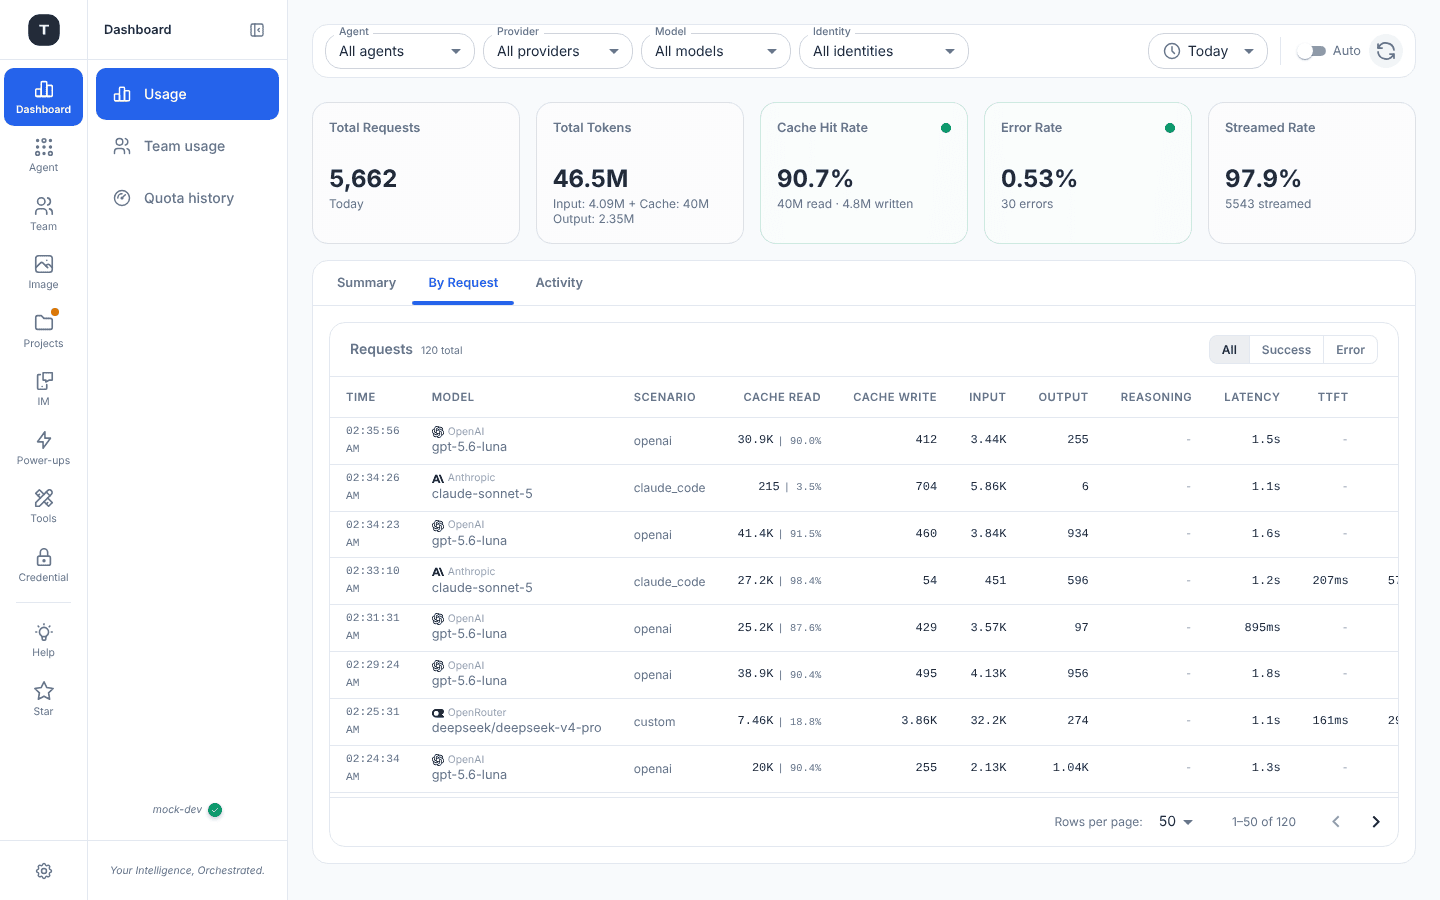 T
Dashboard
Agent
Team
Image
Projects
IM
Power-ups
Tools
Credential
Help
Star
Dashboard
Usage
Team usage
Quota history
mock-dev
Your Intelligence, Orchestrated.
Agent
All agents
Provider
All providers
Model
All models
Identity
All identities
Today
Auto
Total Requests
5,662
Today
Total Tokens
46.5M
Input: 4.09M + Cache: 40M
Output: 2.35M
Cache Hit Rate
90.7%
40M read · 4.8M written
Error Rate
0.53%
30 errors
Streamed Rate
97.9%
5543 streamed
Summary By Request Activity
Requests 120 total
All Success Error
TIME MODEL SCENARIO CACHE READ CACHE WRITE INPUT OUTPUT REASONING LATENCY TTFT
02:35:56 AM OpenAI gpt-5.6-luna openai 30.9K | 90.0% 412 3.44K 255 - 1.5s -
02:34:26 AM Anthropic claude-sonnet-5 claude_code 215 | 3.5% 704 5.86K 6 - 1.1s -
02:34:23 AM OpenAI gpt-5.6-luna openai 41.4K | 91.5% 460 3.84K 934 - 1.6s -
02:33:10 AM Anthropic claude-sonnet-5 claude_code 27.2K | 98.4% 54 451 596 - 1.2s 207ms
02:31:31 AM OpenAI gpt-5.6-luna openai 25.2K | 87.6% 429 3.57K 97 - 895ms -
02:29:24 AM OpenAI gpt-5.6-luna openai 38.9K | 90.4% 495 4.13K 956 - 1.8s -
02:25:31 AM OpenRouter deepseek/deepseek-v4-pro custom 7.46K | 18.8% 3.86K 32.2K 274 - 1.1s 161ms
02:24:34 AM OpenAI gpt-5.6-luna openai 20K | 90.4% 255 2.13K 1.04K - 1.3s -
Rows per page: 50 1–50 of 120